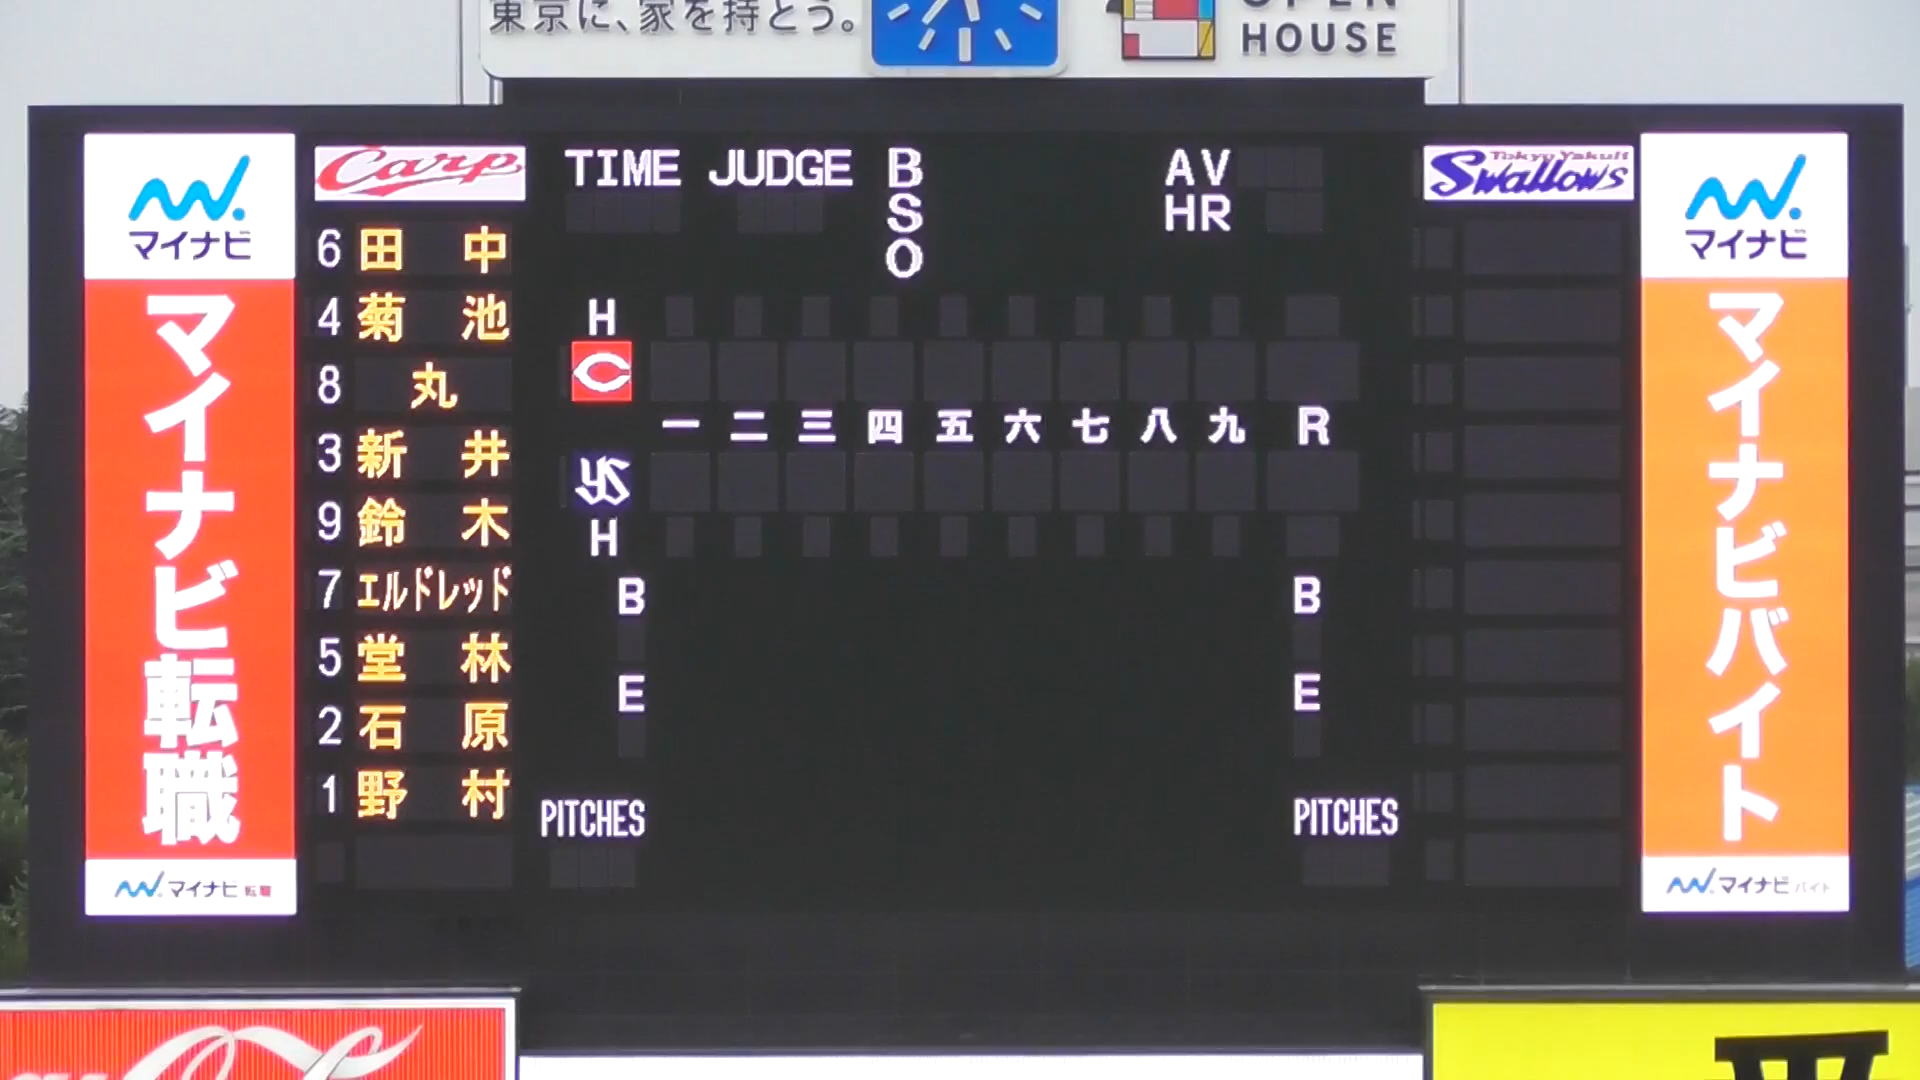 東京に、家を持とう。
OPEN HOUSE
マイナビ
マイナビ転職
マイナビ 転職
Carp
6 田中
4 菊池
8 丸
3 新井
9 鈴木
7 エルドレッド
5 堂林
2 石原
1 野村
TIME JUDGE B AV
S HR
O
H
C
一 二 三 四 五 六 七 八 九 R
YS
H
B B
E E
PITCHES PITCHES
Tokyo Yakult
Swallows
マイナビ
マイナビバイト
マイナビ バイト